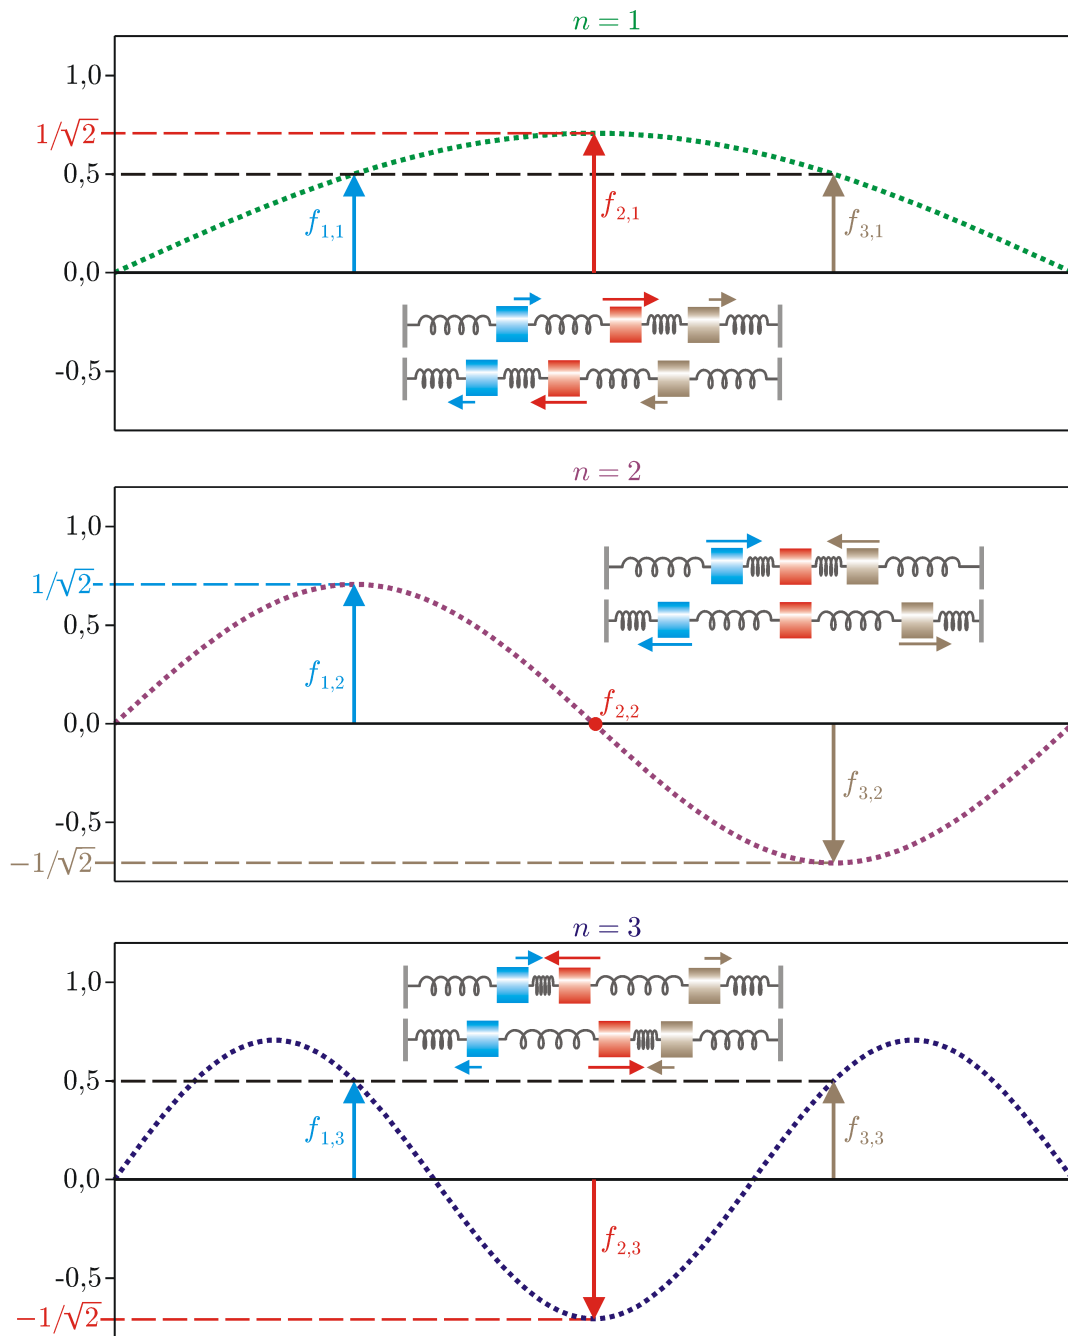 n = 1
1,0
1/√2
0,5
f₁,₁
f₂,₁
f₃,₁
0,0
-0,5
n = 2
1,0
1/√2
0,5
f₁,₂
f₂,₂
0,0
f₃,₂
-0,5
−1/√2
n = 3
1,0
0,5
f₁,₃
f₃,₃
0,0
f₂,₃
-0,5
−1/√2